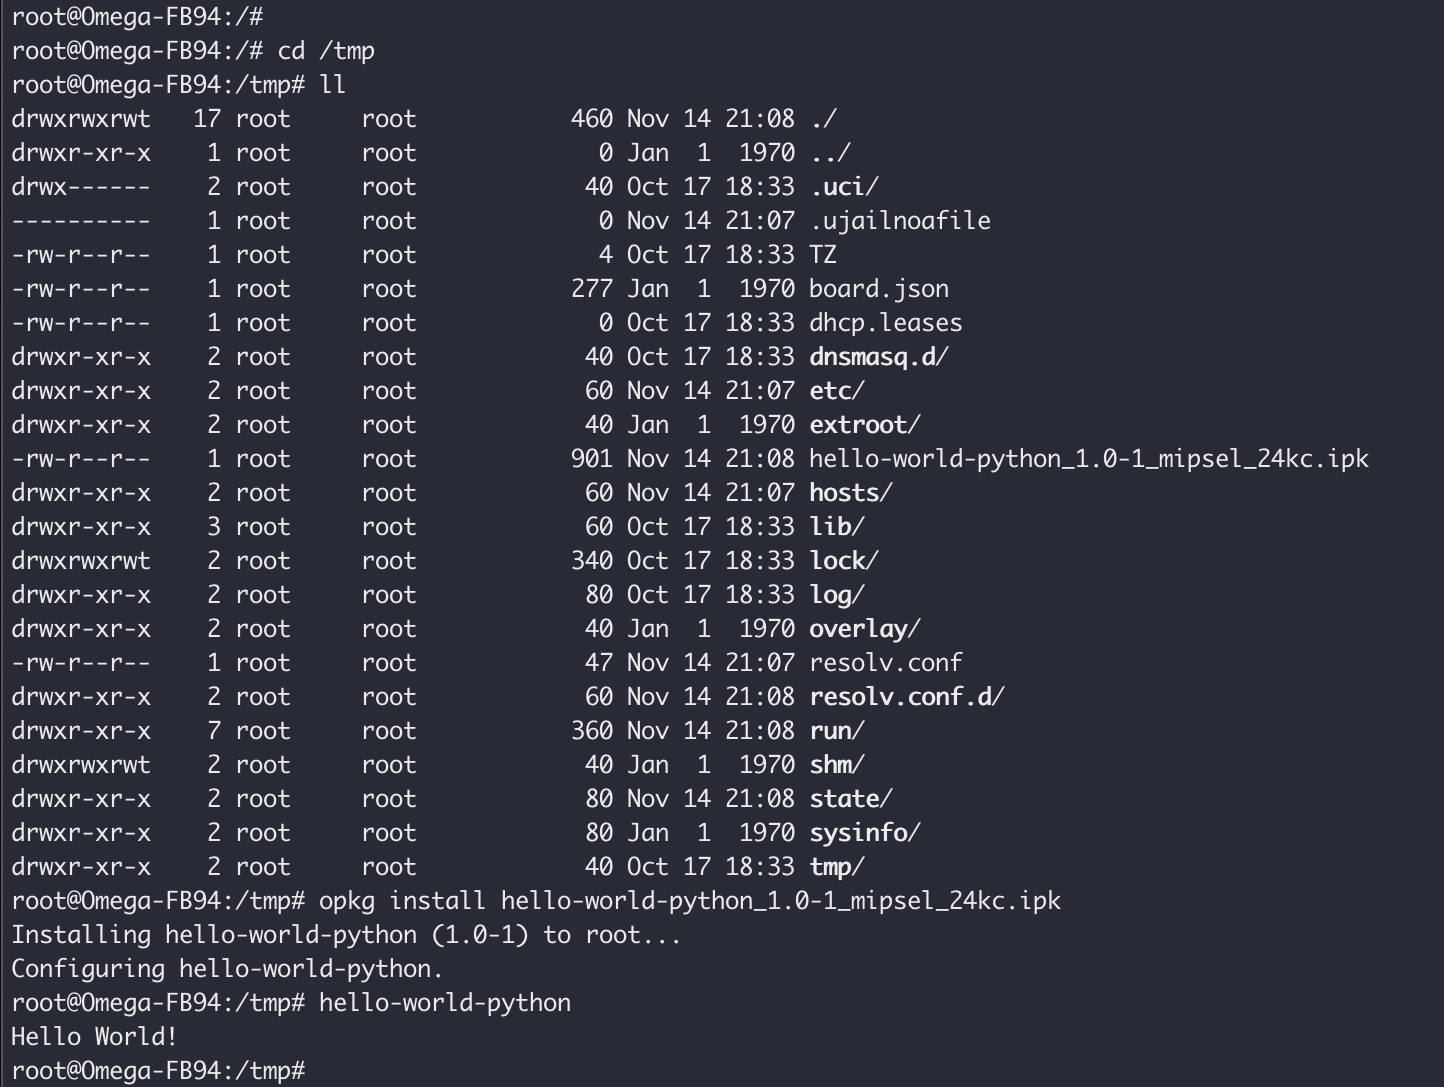 root@Omega-FB94:/#
root@Omega-FB94:/# cd /tmp
root@Omega-FB94:/tmp# ll
drwxrwxrwt   17 root     root           460 Nov 14 21:08 ./
drwxr-xr-x    1 root     root             0 Jan  1  1970 ../
drwx------    2 root     root            40 Oct 17 18:33 .uci/
----------    1 root     root             0 Nov 14 21:07 .ujailnoafile
-rw-r--r--    1 root     root             4 Oct 17 18:33 TZ
-rw-r--r--    1 root     root           277 Jan  1  1970 board.json
-rw-r--r--    1 root     root             0 Oct 17 18:33 dhcp.leases
drwxr-xr-x    2 root     root            40 Oct 17 18:33 dnsmasq.d/
drwxr-xr-x    2 root     root            60 Nov 14 21:07 etc/
drwxr-xr-x    2 root     root            40 Jan  1  1970 extroot/
-rw-r--r--    1 root     root           901 Nov 14 21:08 hello-world-python_1.0-1_mipsel_24kc.ipk
drwxr-xr-x    2 root     root            60 Nov 14 21:07 hosts/
drwxr-xr-x    3 root     root            60 Oct 17 18:33 lib/
drwxrwxrwt    2 root     root           340 Oct 17 18:33 lock/
drwxr-xr-x    2 root     root            80 Oct 17 18:33 log/
drwxr-xr-x    2 root     root            40 Jan  1  1970 overlay/
-rw-r--r--    1 root     root            47 Nov 14 21:07 resolv.conf
drwxr-xr-x    2 root     root            60 Nov 14 21:08 resolv.conf.d/
drwxr-xr-x    7 root     root           360 Nov 14 21:08 run/
drwxrwxrwt    2 root     root            40 Jan  1  1970 shm/
drwxr-xr-x    2 root     root            80 Nov 14 21:08 state/
drwxr-xr-x    2 root     root            80 Jan  1  1970 sysinfo/
drwxr-xr-x    2 root     root            40 Oct 17 18:33 tmp/
root@Omega-FB94:/tmp# opkg install hello-world-python_1.0-1_mipsel_24kc.ipk
Installing hello-world-python (1.0-1) to root...
Configuring hello-world-python.
root@Omega-FB94:/tmp# hello-world-python
Hello World!
root@Omega-FB94:/tmp#